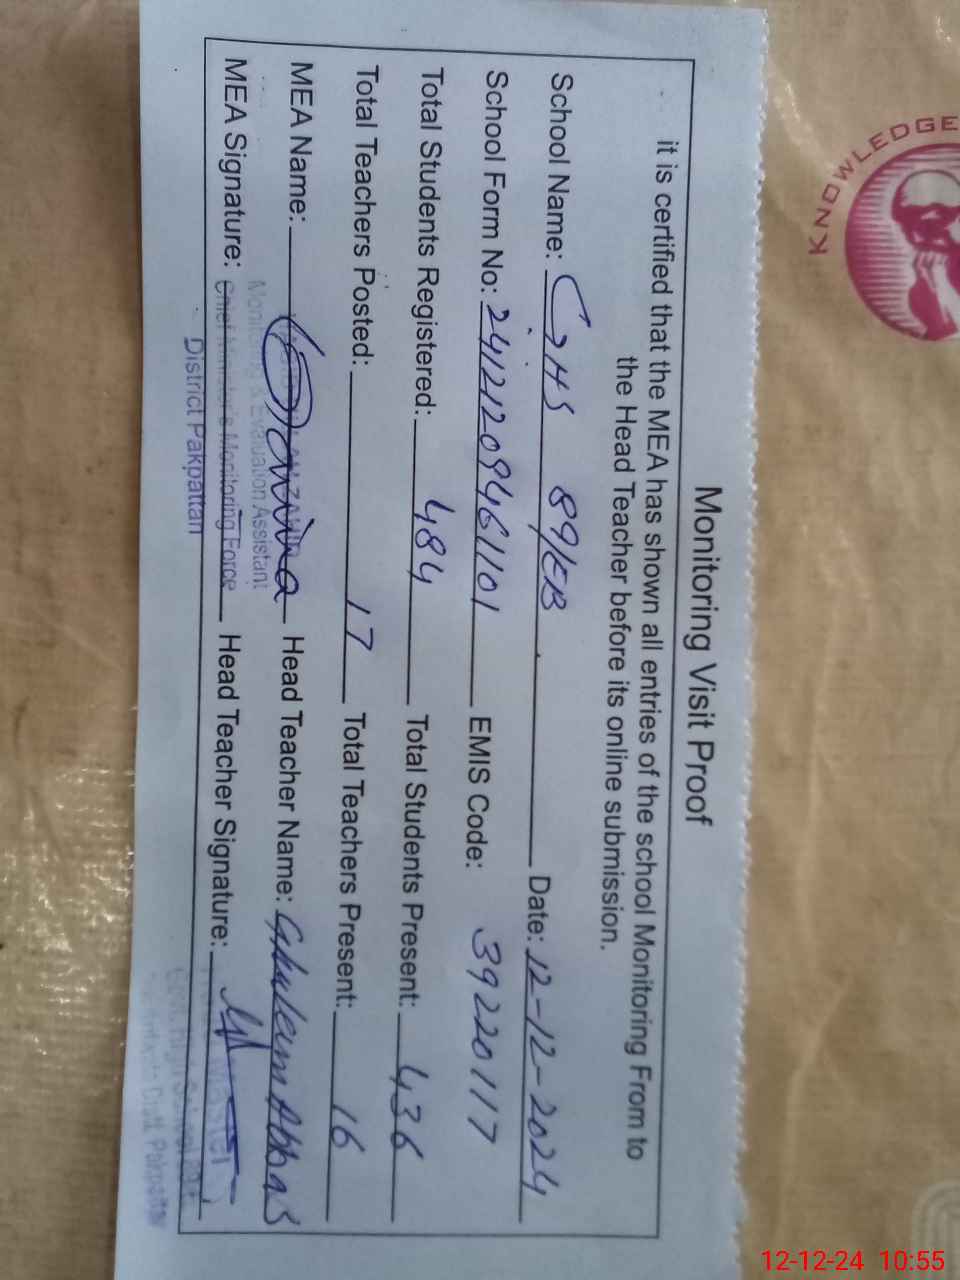 Monitoring Visit Proof
it is certified that the MEA has shown all entries of the school Monitoring From to
the Head Teacher before its online submission.
School Name: GHS 89/EB Date: 12-12-2024
School Form No: 24121209461101 EMIS Code: 39220117
Total Students Registered: 484 Total Students Present: 436
Total Teachers Posted: 17 Total Teachers Present: 16
MEA Name: Head Teacher Name: Ghulam Abbas
Monitoring & Evaluation Assistant
MEA Signature: Chief Minister's Monitoring Force Head Teacher Signature:
District Pakpattan
KNOWLEDGE
12-12-24 10:55